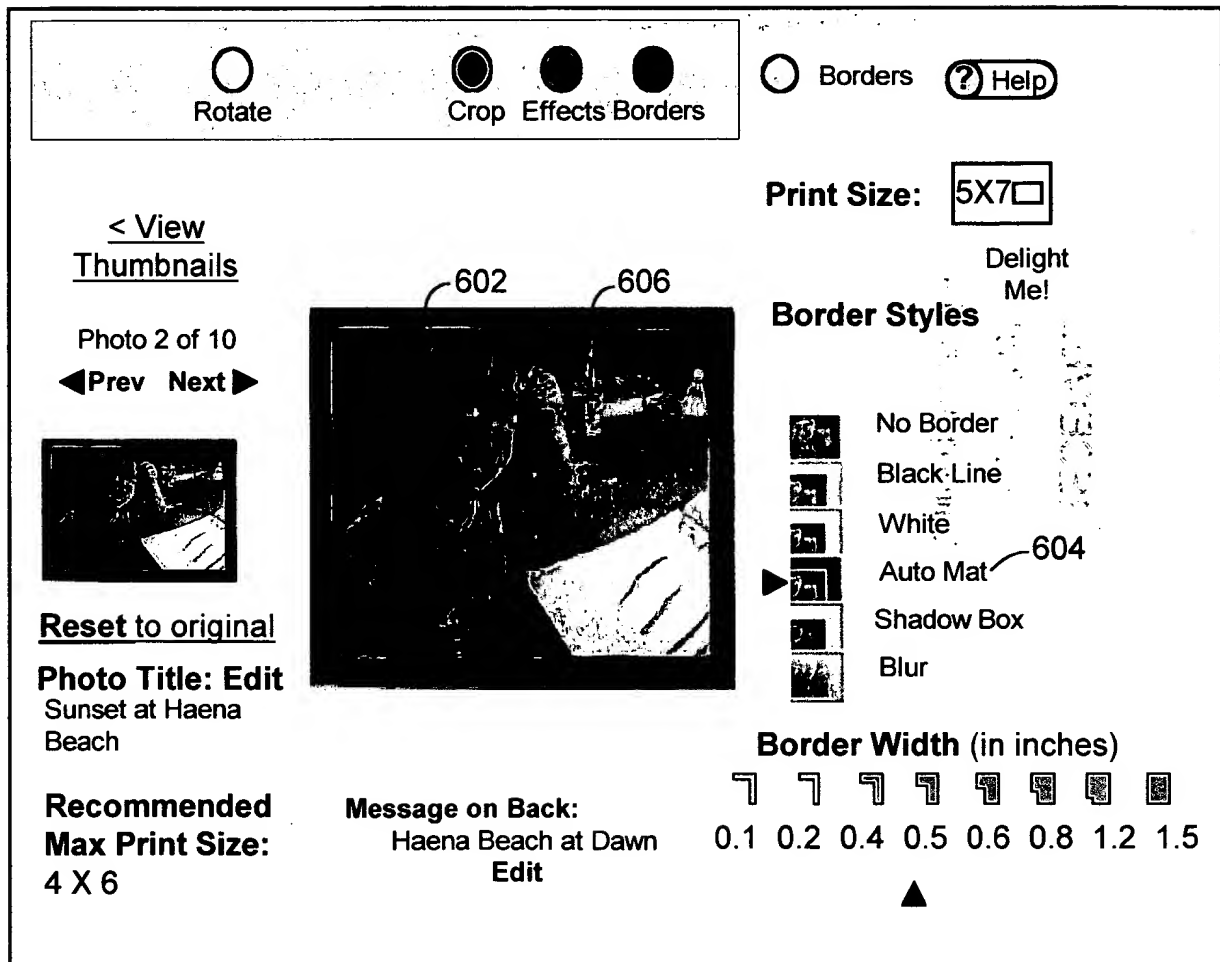 Rotate
Crop
Effects
Borders
Borders
? Help
Print Size:
5X7
< View
Thumbnails
Photo 2 of 10
Prev
Next
Reset to original
Photo Title: Edit
Sunset at Haena
Beach
Recommended
Max Print Size:
4 X 6
602
606
Message on Back:
Haena Beach at Dawn
Edit
Delight
Me!
Border Styles
No Border
Black Line
White
Auto Mat
604
Shadow Box
Blur
Border Width (in inches)
0.1 0.2 0.4 0.5 0.6 0.8 1.2 1.5